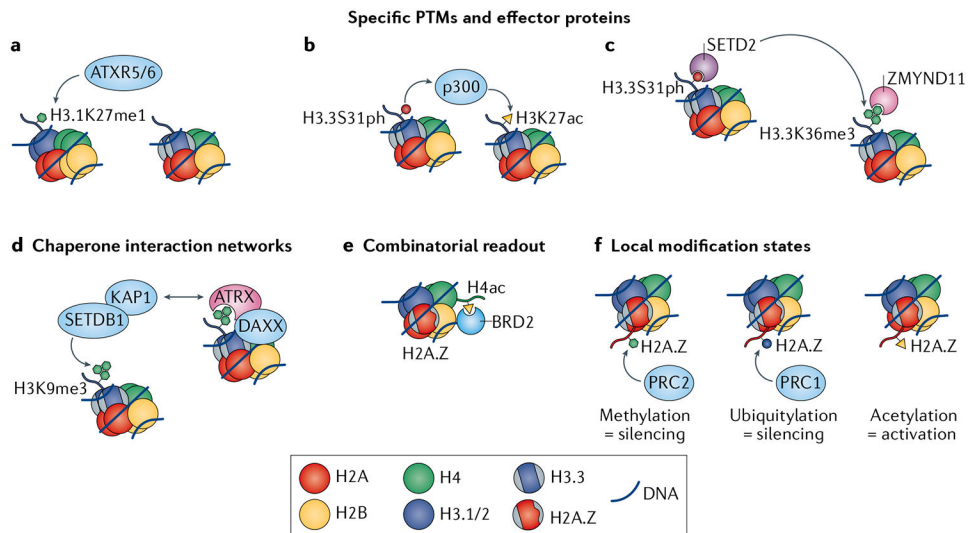 Specific PTMs and effector proteins
a
ATXR5/6
H3.1K27me1
b
p300
H3.3S31ph
H3K27ac
c
SETD2
ZMYND11
H3.3S31ph
H3.3K36me3
d Chaperone interaction networks
KAP1
ATRX
SETDB1
DAXX
H3K9me3
e Combinatorial readout
H4ac
BRD2
H2A.Z
f Local modification states
H2A.Z
H2A.Z
H2A.Z
PRC2
PRC1
Methylation
= silencing
Ubiquitylation
= silencing
Acetylation
= activation
H2A
H4
H3.3
DNA
H2B
H3.1/2
H2A.Z